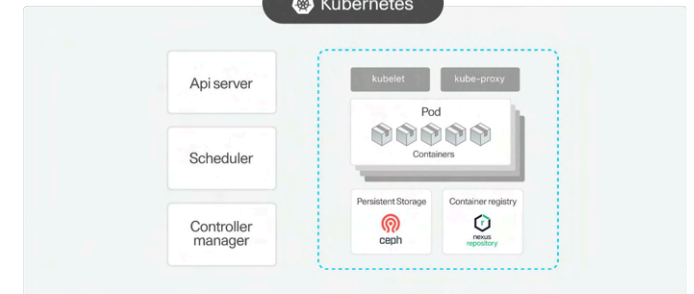 Kubernetes
Api server
Scheduler
Controller
manager
kubelet
kube-proxy
Pod
Containers
Persistent Storage
ceph
Container registry
r
nexus
repository